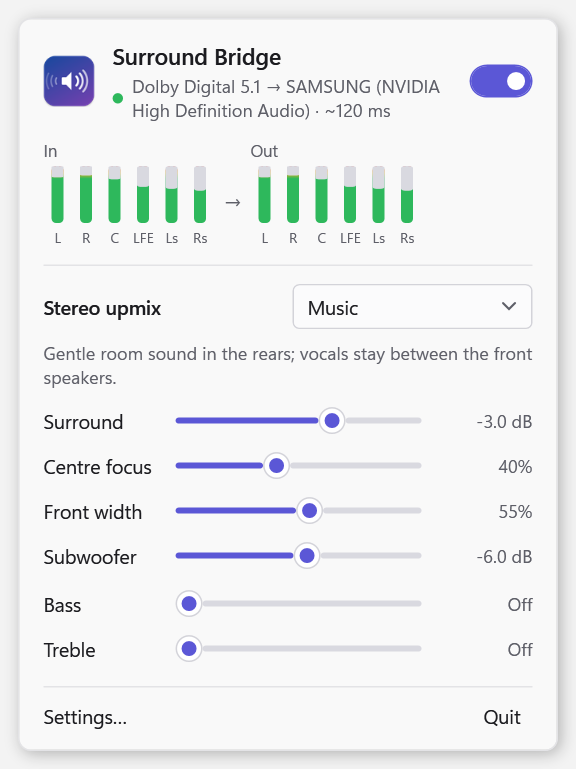 Surround Bridge
Dolby Digital 5.1 → SAMSUNG (NVIDIA
High Definition Audio) · ~120 ms
In Out
L R C LFE Ls Rs → L R C LFE Ls Rs
Stereo upmix Music
Gentle room sound in the rears; vocals stay between the front
speakers.
Surround -3.0 dB
Centre focus 40%
Front width 55%
Subwoofer -6.0 dB
Bass Off
Treble Off
Settings... Quit